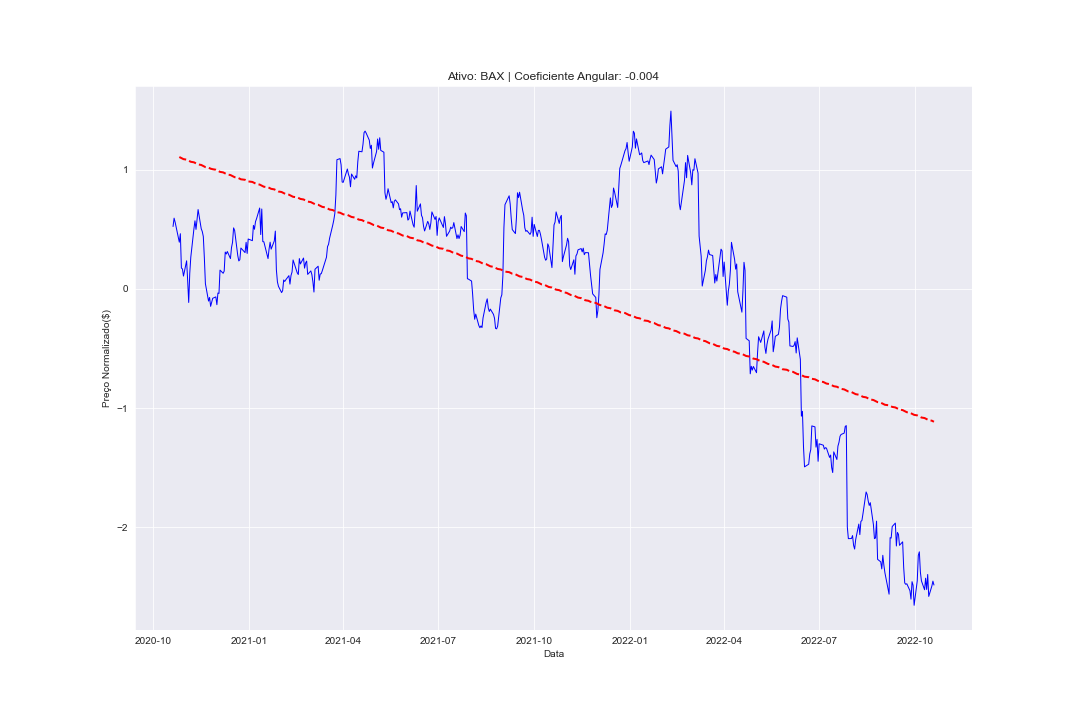 Ativo: BAX | Coeficiente Angular: -0.004
Preço Normalizado($)
1
0
−1
−2
2020-10 2021-01 2021-04 2021-07 2021-10 2022-01 2022-04 2022-07 2022-10
Data